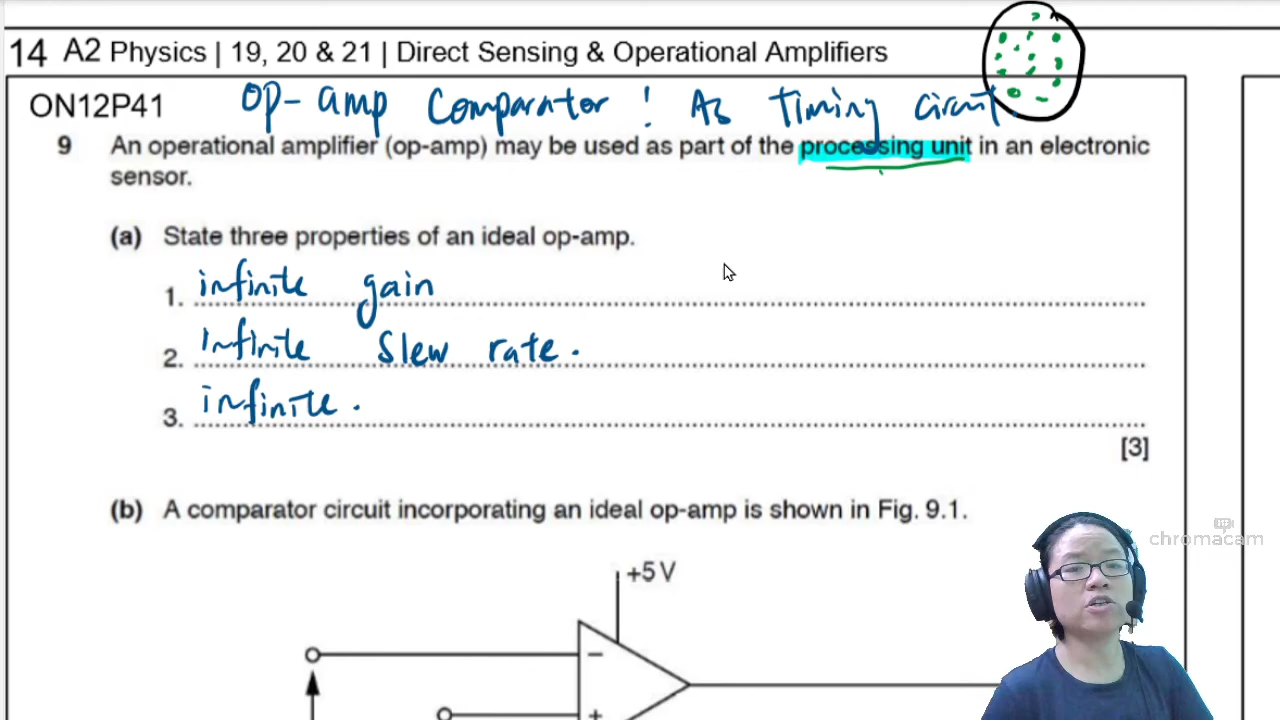 14 A2 Physics | 19, 20 & 21 | Direct Sensing & Operational Amplifiers
ON12P41 OP-amp Comparator ! As Timing Circuit.
9 An operational amplifier (op-amp) may be used as part of the processing unit in an electronic
sensor.
(a) State three properties of an ideal op-amp.
1. infinite gain
2. Infinite slew rate.
3. infinite.
[3]
(b) A comparator circuit incorporating an ideal op-amp is shown in Fig. 9.1.
chromacam
+5 V
−
+